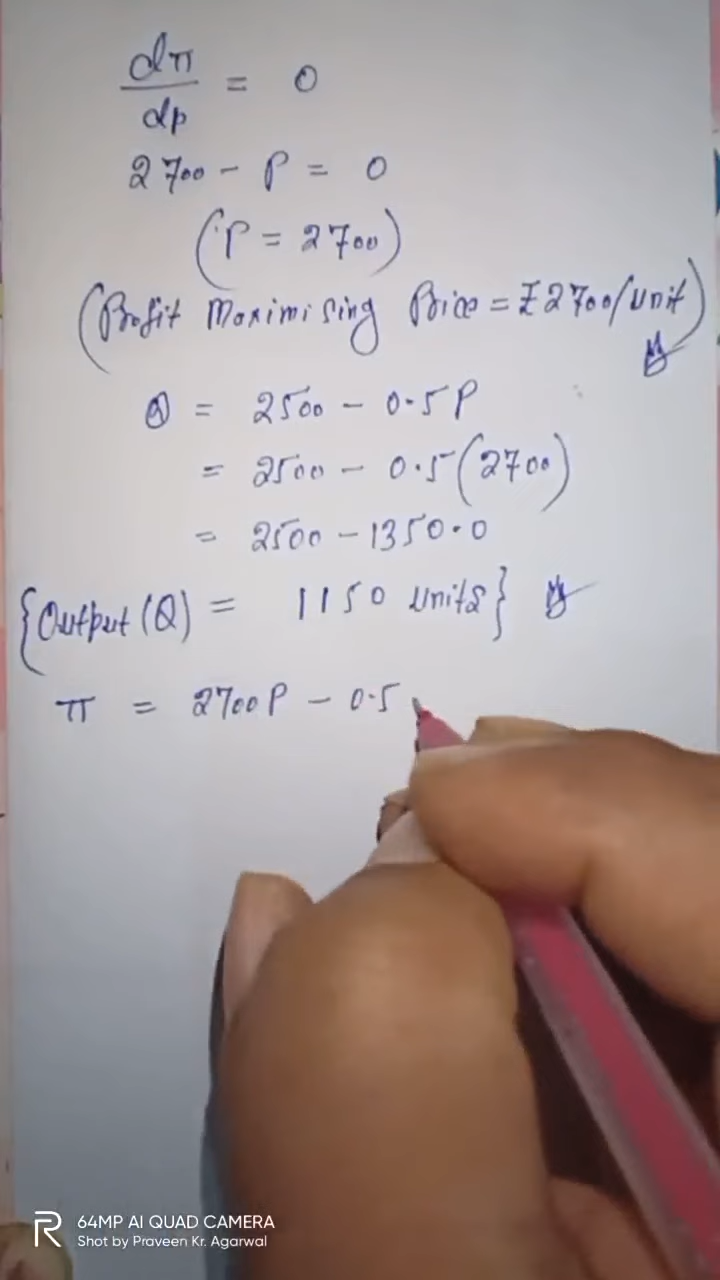 dπ/dp = 0
2700 - P = 0
(P = 2700)
(Profit Maximising Price = ₹2700/unit)
Q = 2500 - 0.5P
= 2500 - 0.5(2700)
= 2500 - 1350.0
{Output (Q) = 1150 units}
π = 2700P - 0.5
64MP AI QUAD CAMERA
Shot by Praveen Kr. Agarwal